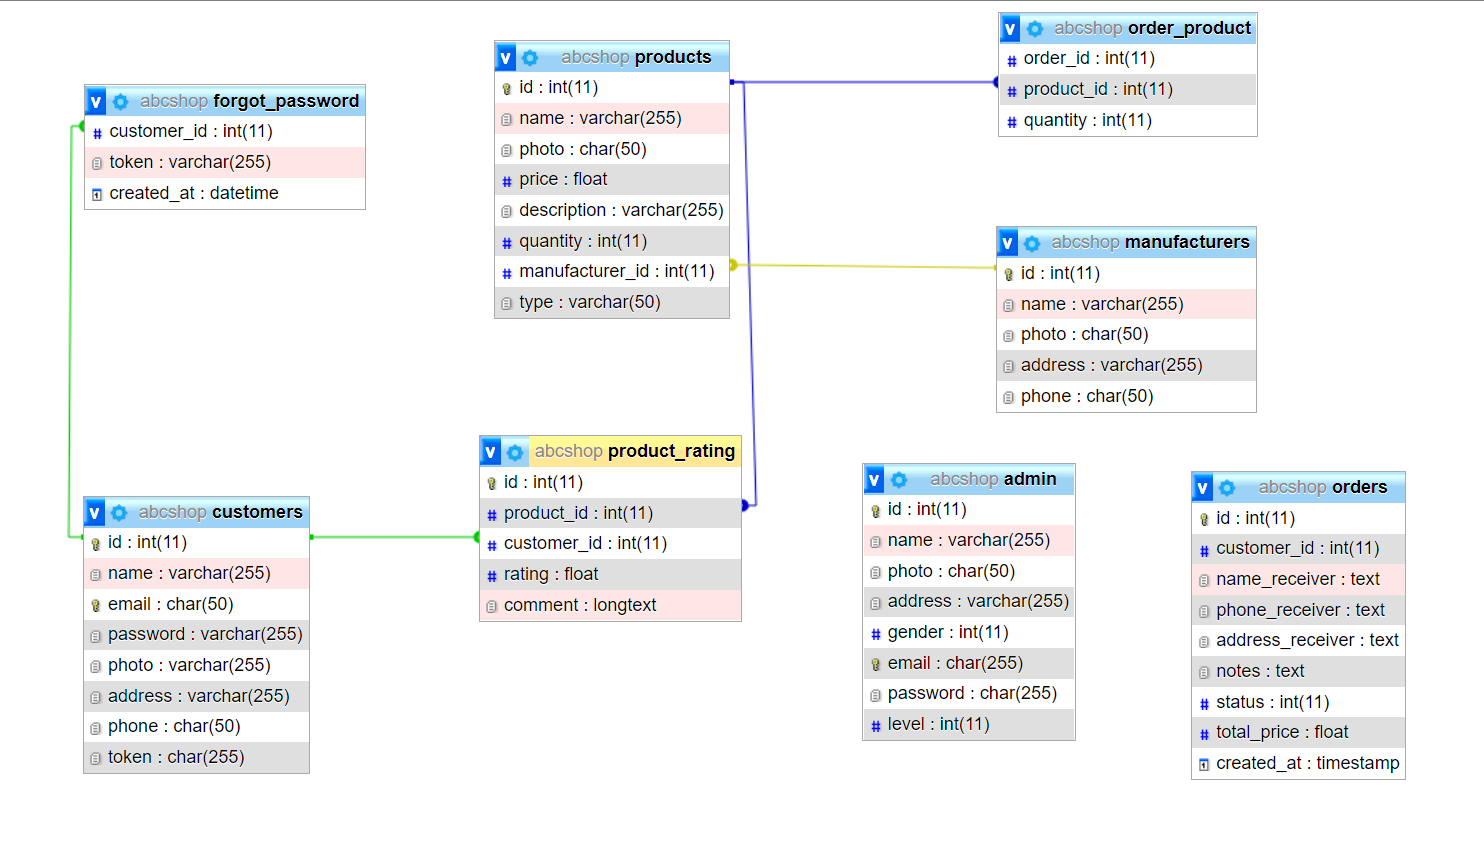 v abcshop forgot_password
customer_id : int(11)
token : varchar(255)
created_at : datetime
v abcshop products
id : int(11)
name : varchar(255)
photo : char(50)
price : float
description : varchar(255)
quantity : int(11)
manufacturer_id : int(11)
type : varchar(50)
v abcshop order_product
order_id : int(11)
product_id : int(11)
quantity : int(11)
v abcshop manufacturers
id : int(11)
name : varchar(255)
photo : char(50)
address : varchar(255)
phone : char(50)
v abcshop customers
id : int(11)
name : varchar(255)
email : char(50)
password : varchar(255)
photo : varchar(255)
address : varchar(255)
phone : char(50)
token : char(255)
v abcshop product_rating
id : int(11)
product_id : int(11)
customer_id : int(11)
rating : float
comment : longtext
v abcshop admin
id : int(11)
name : varchar(255)
photo : char(50)
address : varchar(255)
gender : int(11)
email : char(255)
password : char(255)
level : int(11)
v abcshop orders
id : int(11)
customer_id : int(11)
name_receiver : text
phone_receiver : text
address_receiver : text
notes : text
status : int(11)
total_price : float
created_at : timestamp